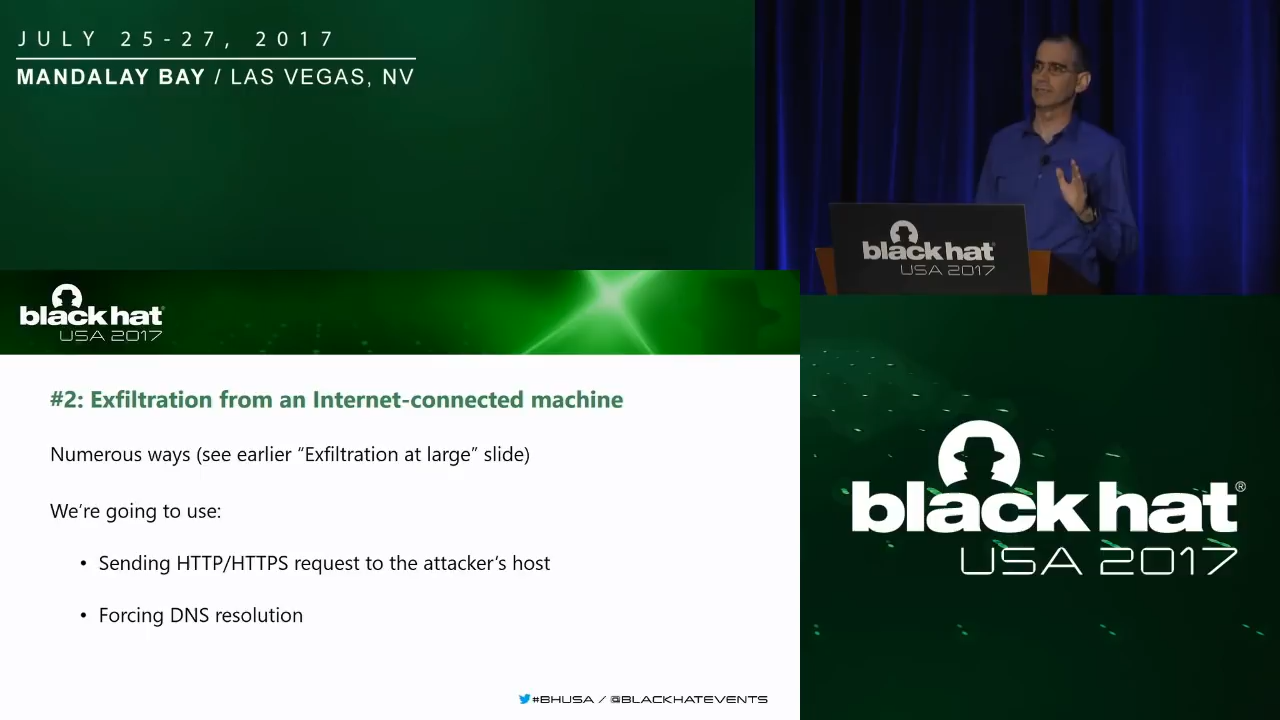 JULY 25-27, 2017
MANDALAY BAY / LAS VEGAS, NV
black hat
USA 2017
black hat
USA 2017
#2: Exfiltration from an Internet-connected machine
Numerous ways (see earlier “Exfiltration at large” slide)
We’re going to use:
• Sending HTTP/HTTPS request to the attacker’s host
• Forcing DNS resolution
#BHUSA / @BLACKHATEVENTS
black hat®
USA 2017